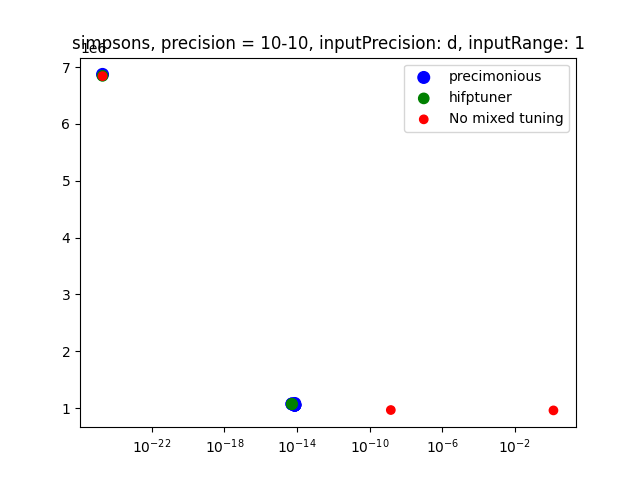 simpsons, precision = 10-10, inputPrecision: d, inputRange: 1
1e6
7
6
5
4
3
2
1
precimonious
hifptuner
No mixed tuning
10⁻²² 10⁻¹⁸ 10⁻¹⁴ 10⁻¹⁰ 10⁻⁶ 10⁻²